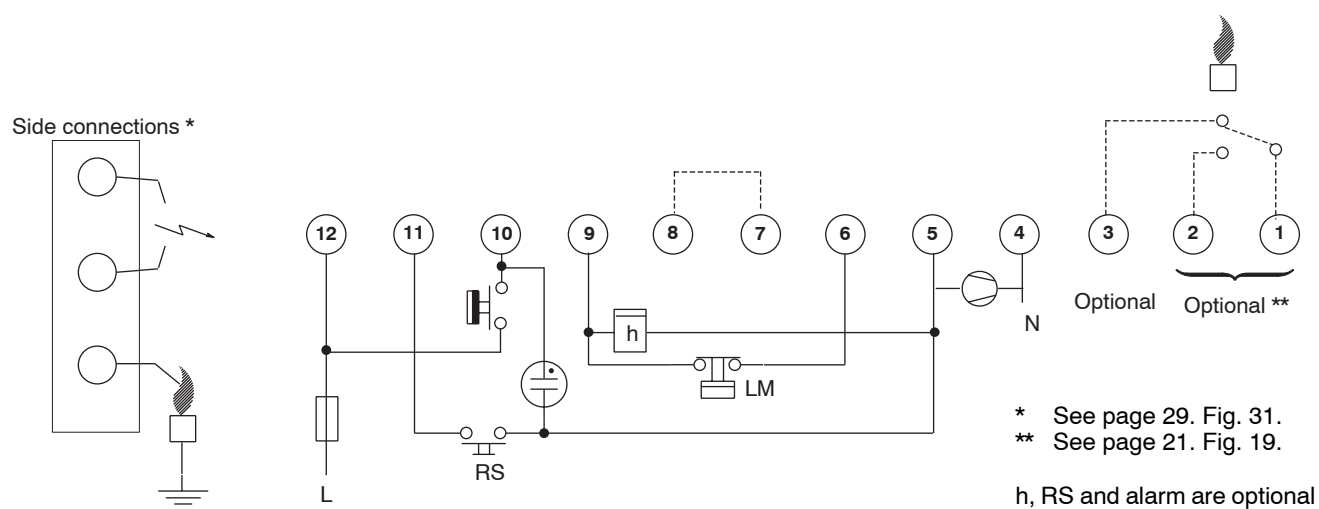 Side connections *
12 11 10 9 8 7 6 5 4 3 2 1
h
N
Optional
Optional **
LM
RS
L
* See page 29. Fig. 31.
** See page 21. Fig. 19.
h, RS and alarm are optional